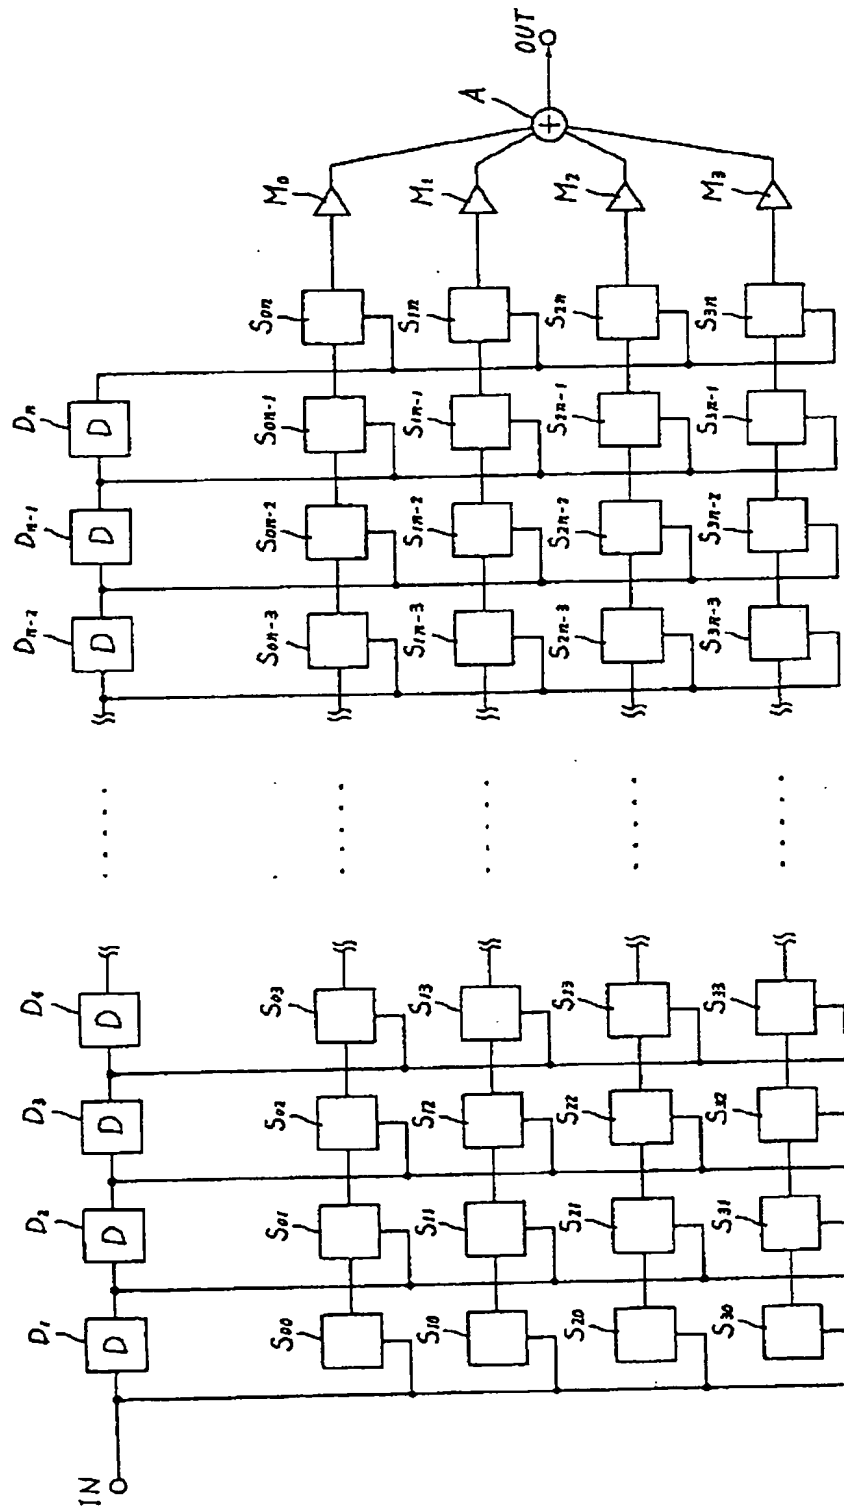 IN
D1
D2
D3
D4
Dn-2
Dn-1
Dn
D
D
D
D
D
D
D
S00
S01
S02
S03
S0n-3
S0n-2
S0n-1
S0n
M0
S10
S11
S12
S13
S1n-3
S1n-2
S1n-1
S1n
M1
A
+
OUT
S20
S21
S22
S23
S2n-3
S2n-2
S2n-1
S2n
M2
S30
S31
S32
S33
S3n-3
S3n-2
S3n-1
S3n
M3